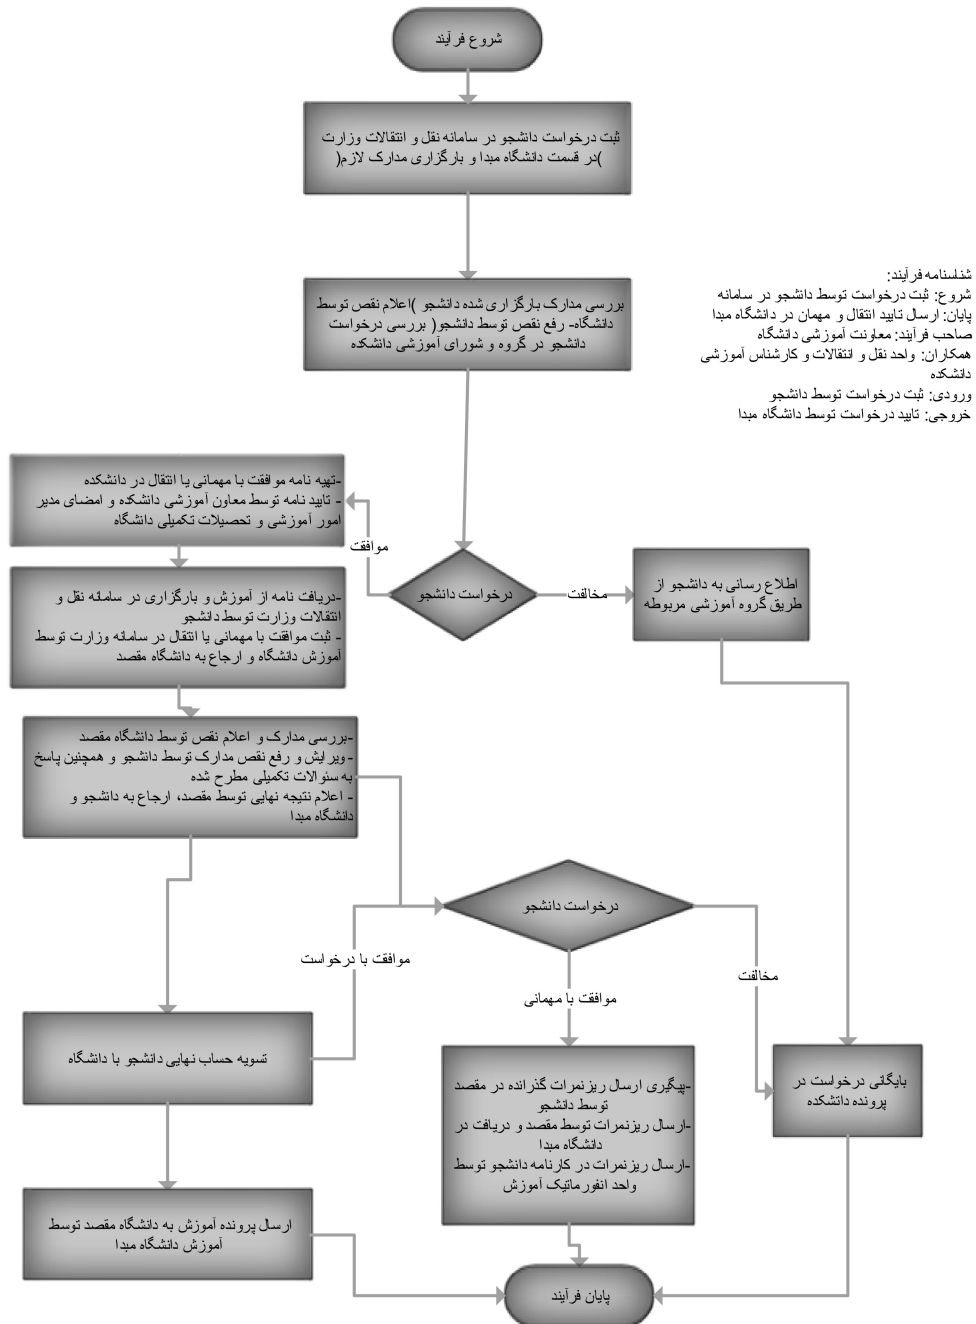 شروع فرآیند
ثبت درخواست دانشجو در سامانه نقل و انتقالات وزارت
)در قسمت دانشگاه مبدا و بارگزاری مدارک لازم(
بررسی مدارک بارگزاری شده دانشجو )اعلام نقص توسط
دانشگاه- رفع نقص توسط دانشجو( بررسی درخواست
دانشجو در گروه و شورای آموزشی دانشکده
شناسنامه فرآیند:
شروع: ثبت درخواست توسط دانشجو در سامانه
پایان: ارسال تایید انتقال و مهمان در دانشگاه مبدا
صاحب فرآیند: معاونت آموزشی دانشگاه
همکاران: واحد نقل و انتقالات و کارشناس آموزشی
دانشکده
ورودی: ثبت درخواست توسط دانشجو
خروجی: تایید درخواست توسط دانشگاه مبدا
-تهیه نامه موافقت با مهمانی یا انتقال در دانشکده
- تایید نامه توسط معاون آموزشی دانشکده و امضای مدیر
امور آموزشی و تحصیلات تکمیلی دانشگاه
موافقت
درخواست دانشجو
مخالفت
اطلاع رسانی به دانشجو از
طریق گروه آموزشی مربوطه
-دریافت نامه از آموزش و بارگزاری در سامانه نقل و
انتقالات وزارت توسط دانشجو
- ثبت موافقت با مهمانی یا انتقال در سامانه وزارت توسط
آموزش دانشگاه و ارجاع به دانشگاه مقصد
-بررسی مدارک و اعلام نقص توسط دانشگاه مقصد
-ویرایش و رفع نقص مدارک توسط دانشجو و همچنین پاسخ
به سئوالات تکمیلی مطرح شده
- اعلام نتیجه نهایی توسط مقصد، ارجاع به دانشجو و
دانشگاه مبدا
درخواست دانشجو
موافقت با درخواست
مخالفت
موافقت با مهمانی
تسویه حساب نهایی دانشجو با دانشگاه
-پیگیری ارسال ریزنمرات گذرانده در مقصد
توسط دانشجو
-ارسال ریزنمرات توسط مقصد و دریافت در
دانشگاه مبدا
-ارسال ریزنمرات در کارنامه دانشجو توسط
واحد انفورماتیک آموزش
بایگانی درخواست در
پرونده دانشکده
ارسال پرونده آموزش به دانشگاه مقصد توسط
آموزش دانشگاه مبدا
پایان فرآیند